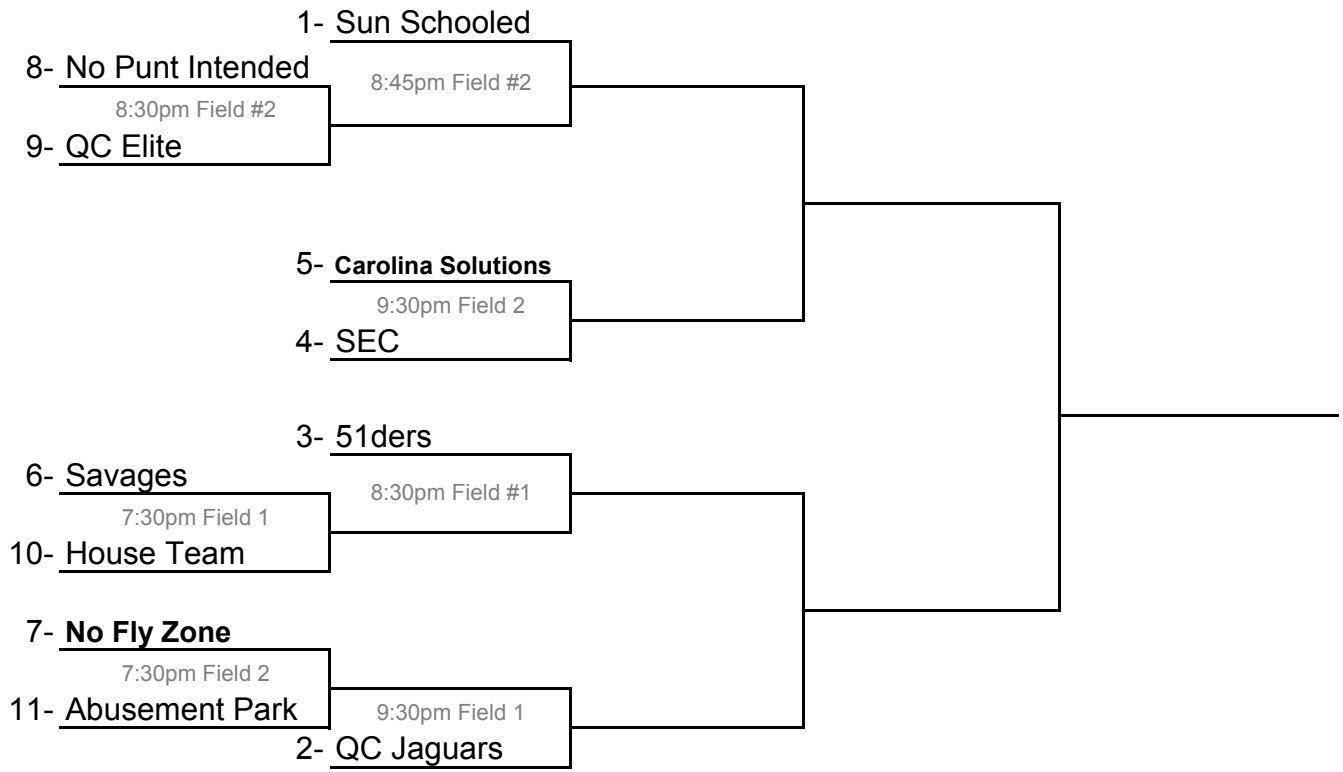 1- Sun Schooled
8- No Punt Intended
8:45pm Field #2
8:30pm Field #2
9- QC Elite
5- Carolina Solutions
9:30pm Field 2
4- SEC
3- 51ders
6- Savages
8:30pm Field #1
7:30pm Field 1
10- House Team
7- No Fly Zone
7:30pm Field 2
11- Abusement Park
9:30pm Field 1
2- QC Jaguars